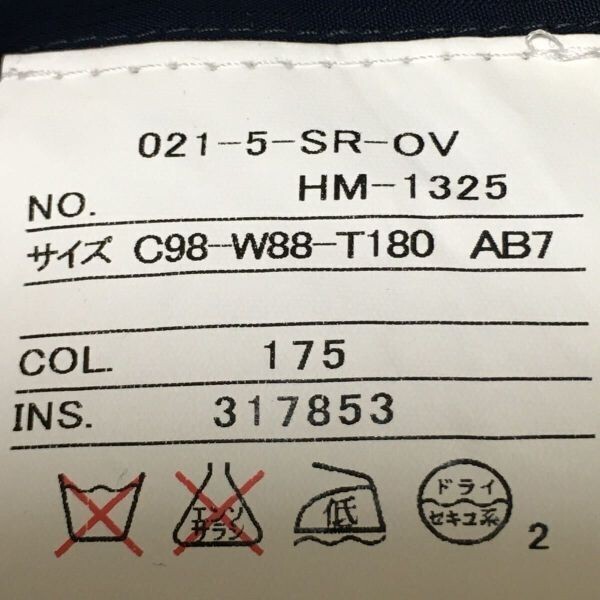 021-5-SR-OV
NO. HM-1325
サイズ C98-W88-T180 AB7
COL. 175
INS. 317853
エンソ
サラシ
低
ドライ
セキユ系
2